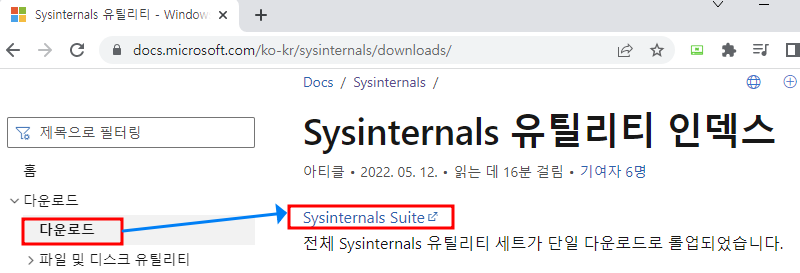 Sysinternals 유틸리티 - Window
docs.microsoft.com/ko-kr/sysinternals/downloads/
Docs / Sysinternals /
제목으로 필터링
홈
다운로드
다운로드
파일 및 디스크 유틸리티
Sysinternals 유틸리티 인덱스
아티클 • 2022. 05. 12. • 읽는 데 16분 걸림 • 기여자 6명
Sysinternals Suite
전체 Sysinternals 유틸리티 세트가 단일 다운로드로 롤업되었습니다.